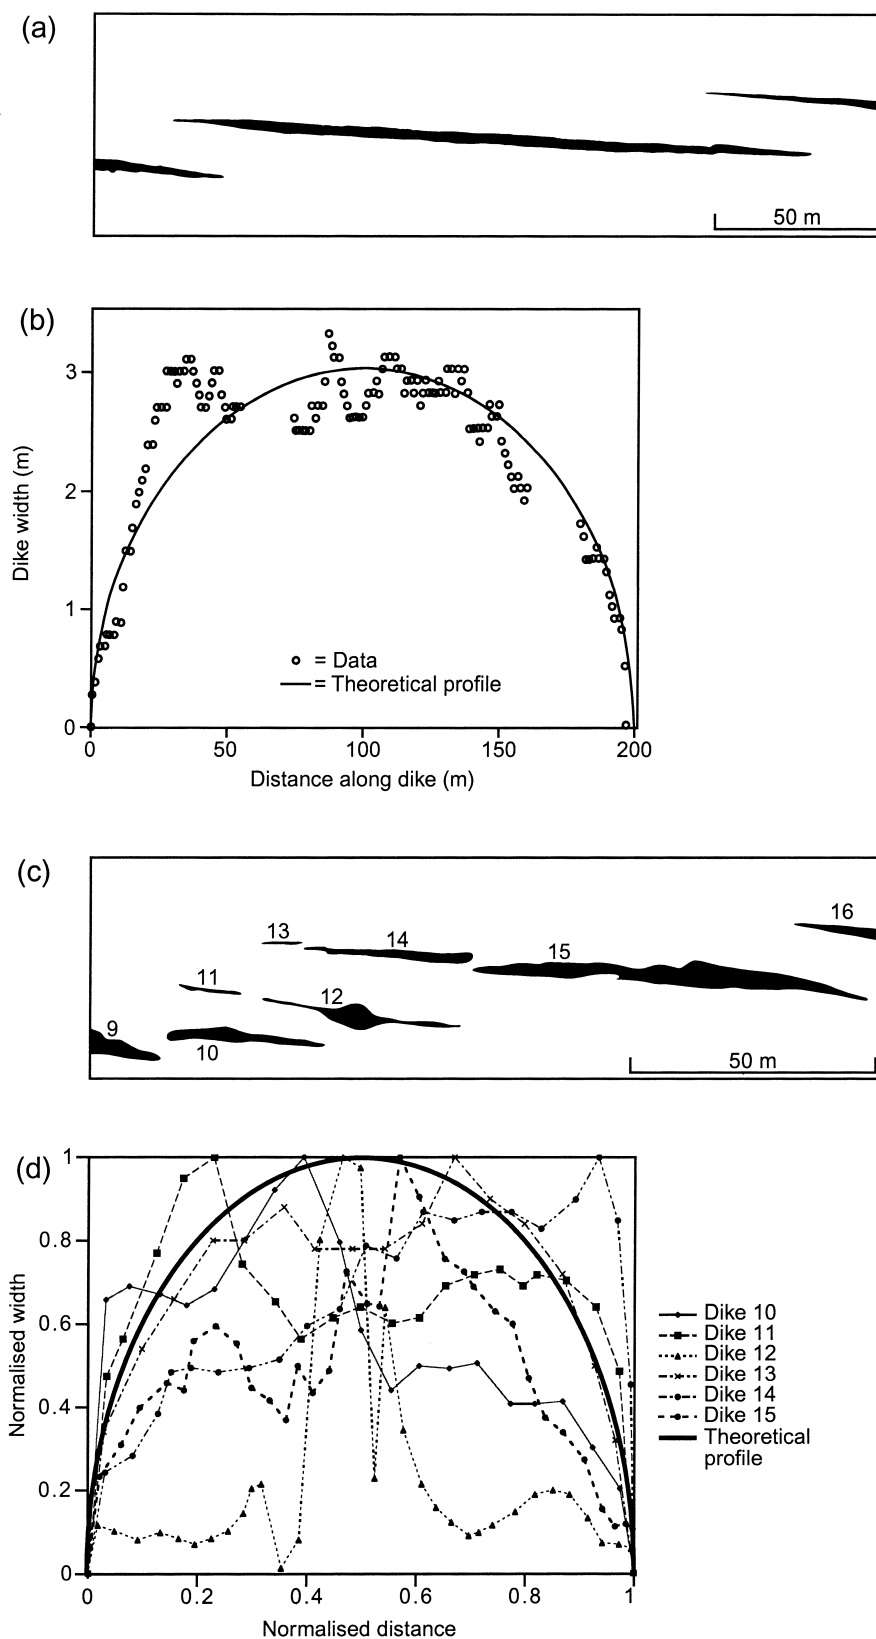 (a)
50 m
(b)
3
2
1
0
Dike width (m)
= Data
= Theoretical profile
0 50 100 150 200
Distance along dike (m)
(c)
13
14
15
16
11
12
9
10
50 m
(d)
1
0.8
0.6
0.4
0.2
0
Normalised width
0 0.2 0.4 0.6 0.8 1
Normalised distance
Dike 10
Dike 11
Dike 12
Dike 13
Dike 14
Dike 15
Theoretical
profile